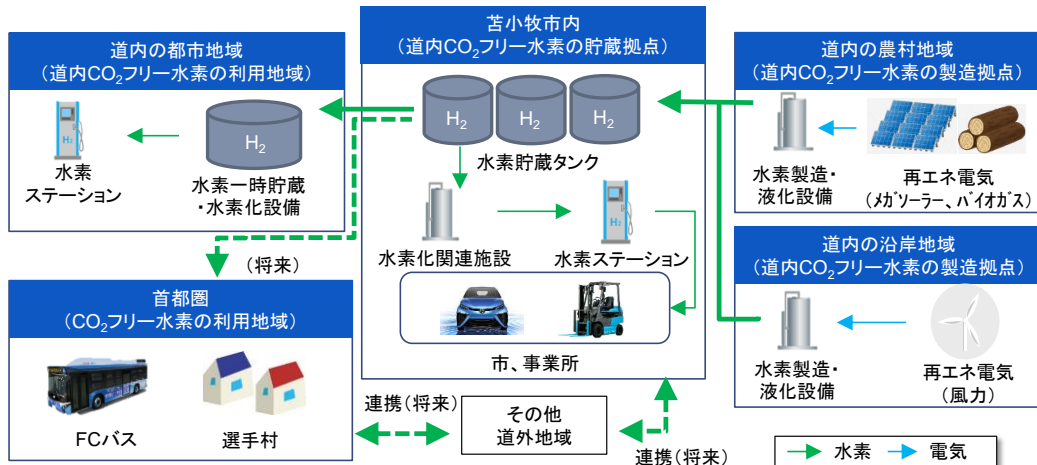 道内の都市地域
（道内CO₂フリー水素の利用地域）
H₂
H₂
水素
ステーション
水素一時貯蔵
・水素化設備
（将来）
首都圏
（CO₂フリー水素の利用地域）
FCバス
選手村
苫小牧市内
（道内CO₂フリー水素の貯蔵拠点）
H₂
H₂
H₂
水素貯蔵タンク
水素化関連施設
水素ステーション
市、事業所
連携（将来）
その他
道外地域
連携（将来）
道内の農村地域
（道内CO₂フリー水素の製造拠点）
水素製造・
液化設備
再エネ電気
（ﾒｶﾞｿｰﾗｰ、ﾊﾞｲｵｶﾞｽ）
道内の沿岸地域
（道内CO₂フリー水素の製造拠点）
水素製造・
液化設備
再エネ電気
（風力）
水素 電気